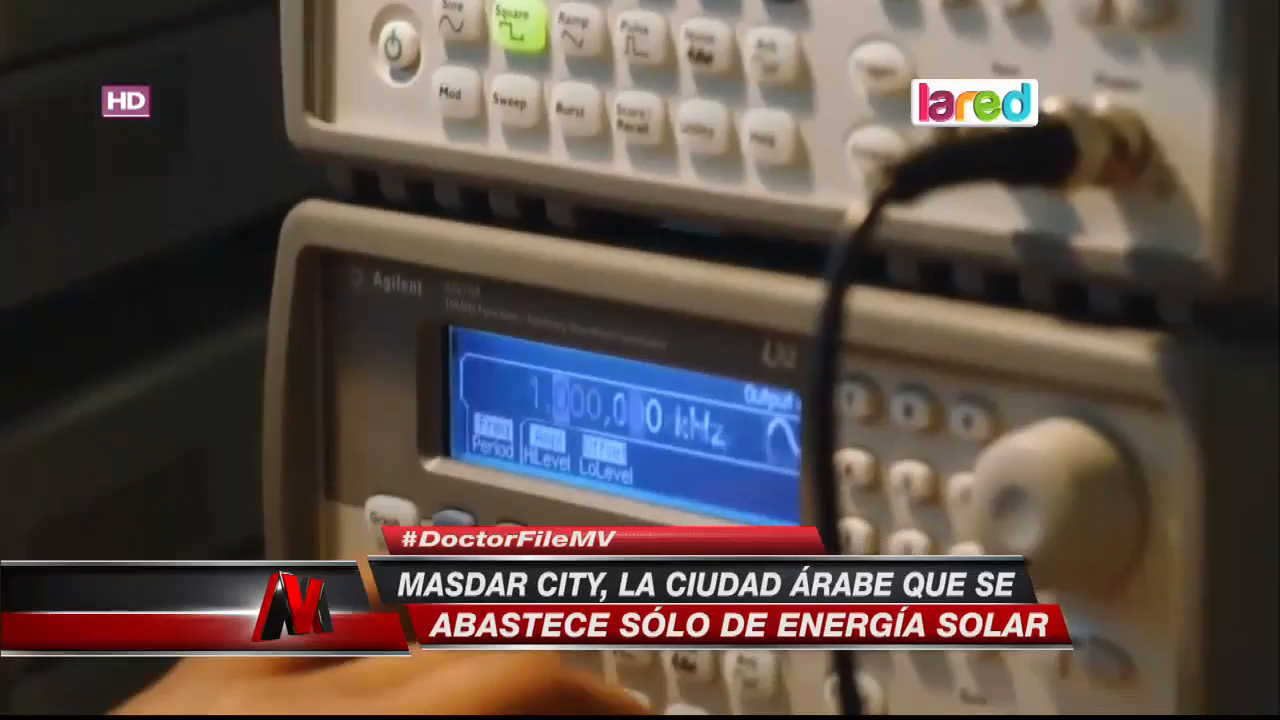 Sine
Square
Ramp
Pulse
HD
lared
Mod
Sweep
Burst
Store/
Recall
Utility
Agilent
Output
1.000,000 kHz
Freq
Period
Ampl
HiLevel
Offset
LoLevel
Graph
#DoctorFileMV
MASDAR CITY, LA CIUDAD ÁRABE QUE SE
ABASTECE SÓLO DE ENERGÍA SOLAR